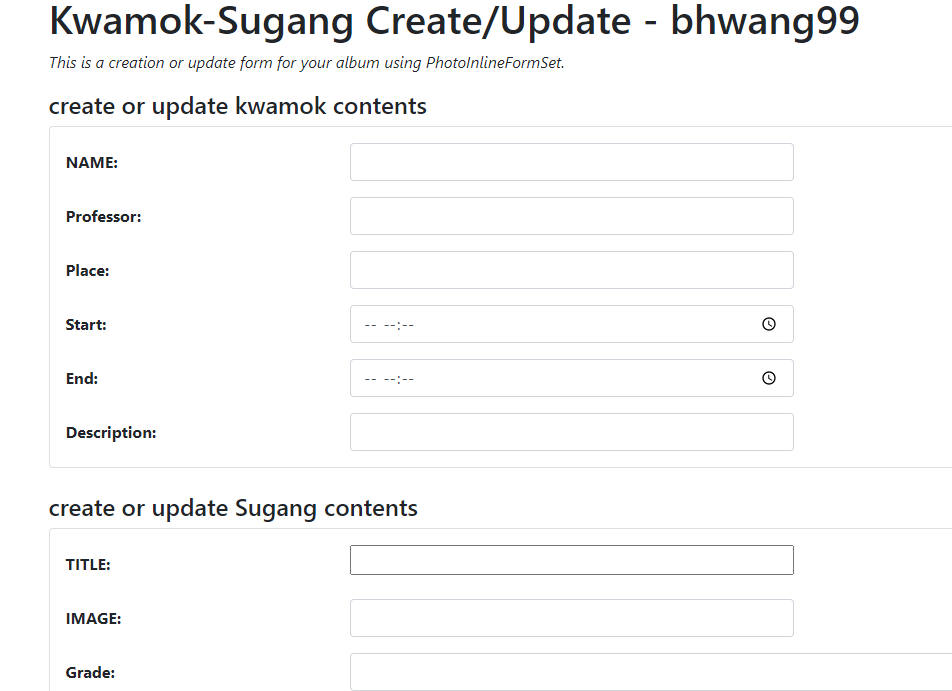 Kwamok-Sugang Create/Update - bhwang99
This is a creation or update form for your album using PhotoInlineFormSet.
create or update kwamok contents
NAME:
Professor:
Place:
Start: -- --:--
End: -- --:--
Description:
create or update Sugang contents
TITLE:
IMAGE:
Grade: